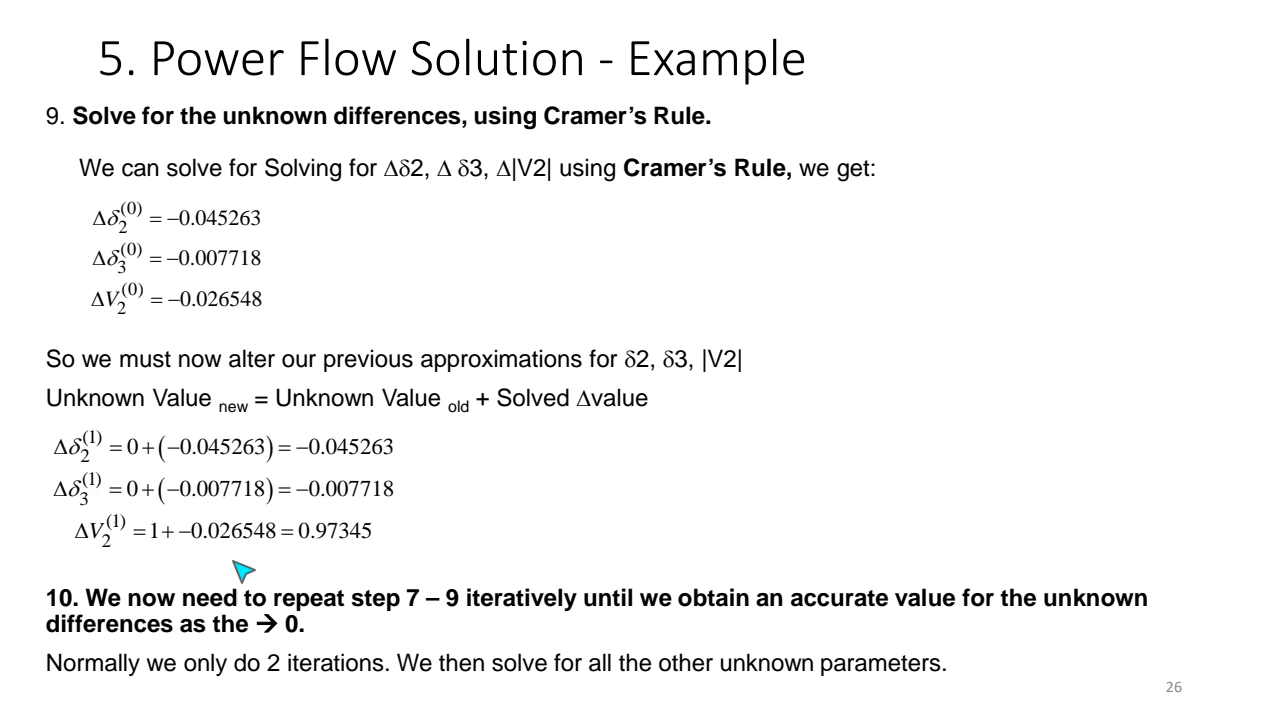 5. Power Flow Solution - Example
9. Solve for the unknown differences, using Cramer’s Rule.
We can solve for Solving for Δδ2, Δ δ3, Δ|V2| using Cramer’s Rule, we get:
Δδ₂⁽⁰⁾ = −0.045263
Δδ₃⁽⁰⁾ = −0.007718
ΔV₂⁽⁰⁾ = −0.026548
So we must now alter our previous approximations for δ2, δ3, |V2|
Unknown Value new = Unknown Value old + Solved Δvalue
Δδ₂⁽¹⁾ = 0 + (−0.045263) = −0.045263
Δδ₃⁽¹⁾ = 0 + (−0.007718) = −0.007718
ΔV₂⁽¹⁾ = 1 + −0.026548 = 0.97345
10. We now need to repeat step 7 – 9 iteratively until we obtain an accurate value for the unknown
differences as the → 0.
Normally we only do 2 iterations. We then solve for all the other unknown parameters.
26